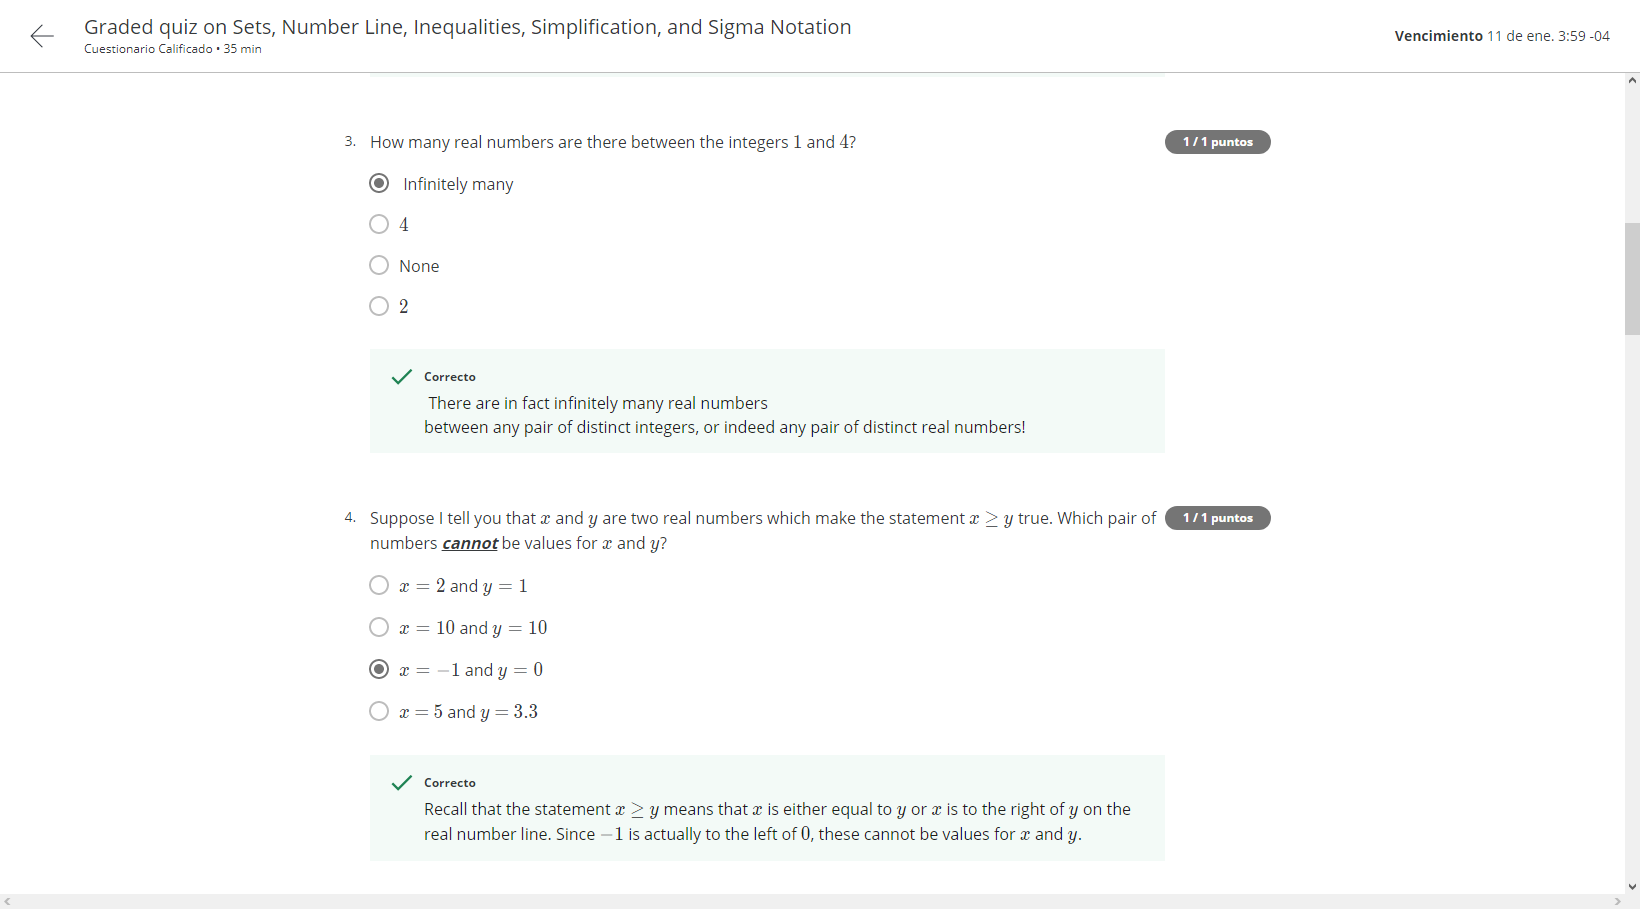 Graded quiz on Sets, Number Line, Inequalities, Simplification, and Sigma Notation
Cuestionario Calificado • 35 min
Vencimiento 11 de ene. 3:59 -04
3. How many real numbers are there between the integers 1 and 4?
1 / 1 puntos
Infinitely many
4
None
2
Correcto
There are in fact infinitely many real numbers
between any pair of distinct integers, or indeed any pair of distinct real numbers!
4. Suppose I tell you that x and y are two real numbers which make the statement x ≥ y true. Which pair of
1 / 1 puntos
numbers cannot be values for x and y?
x = 2 and y = 1
x = 10 and y = 10
x = −1 and y = 0
x = 5 and y = 3.3
Correcto
Recall that the statement x ≥ y means that x is either equal to y or x is to the right of y on the
real number line. Since −1 is actually to the left of 0, these cannot be values for x and y.